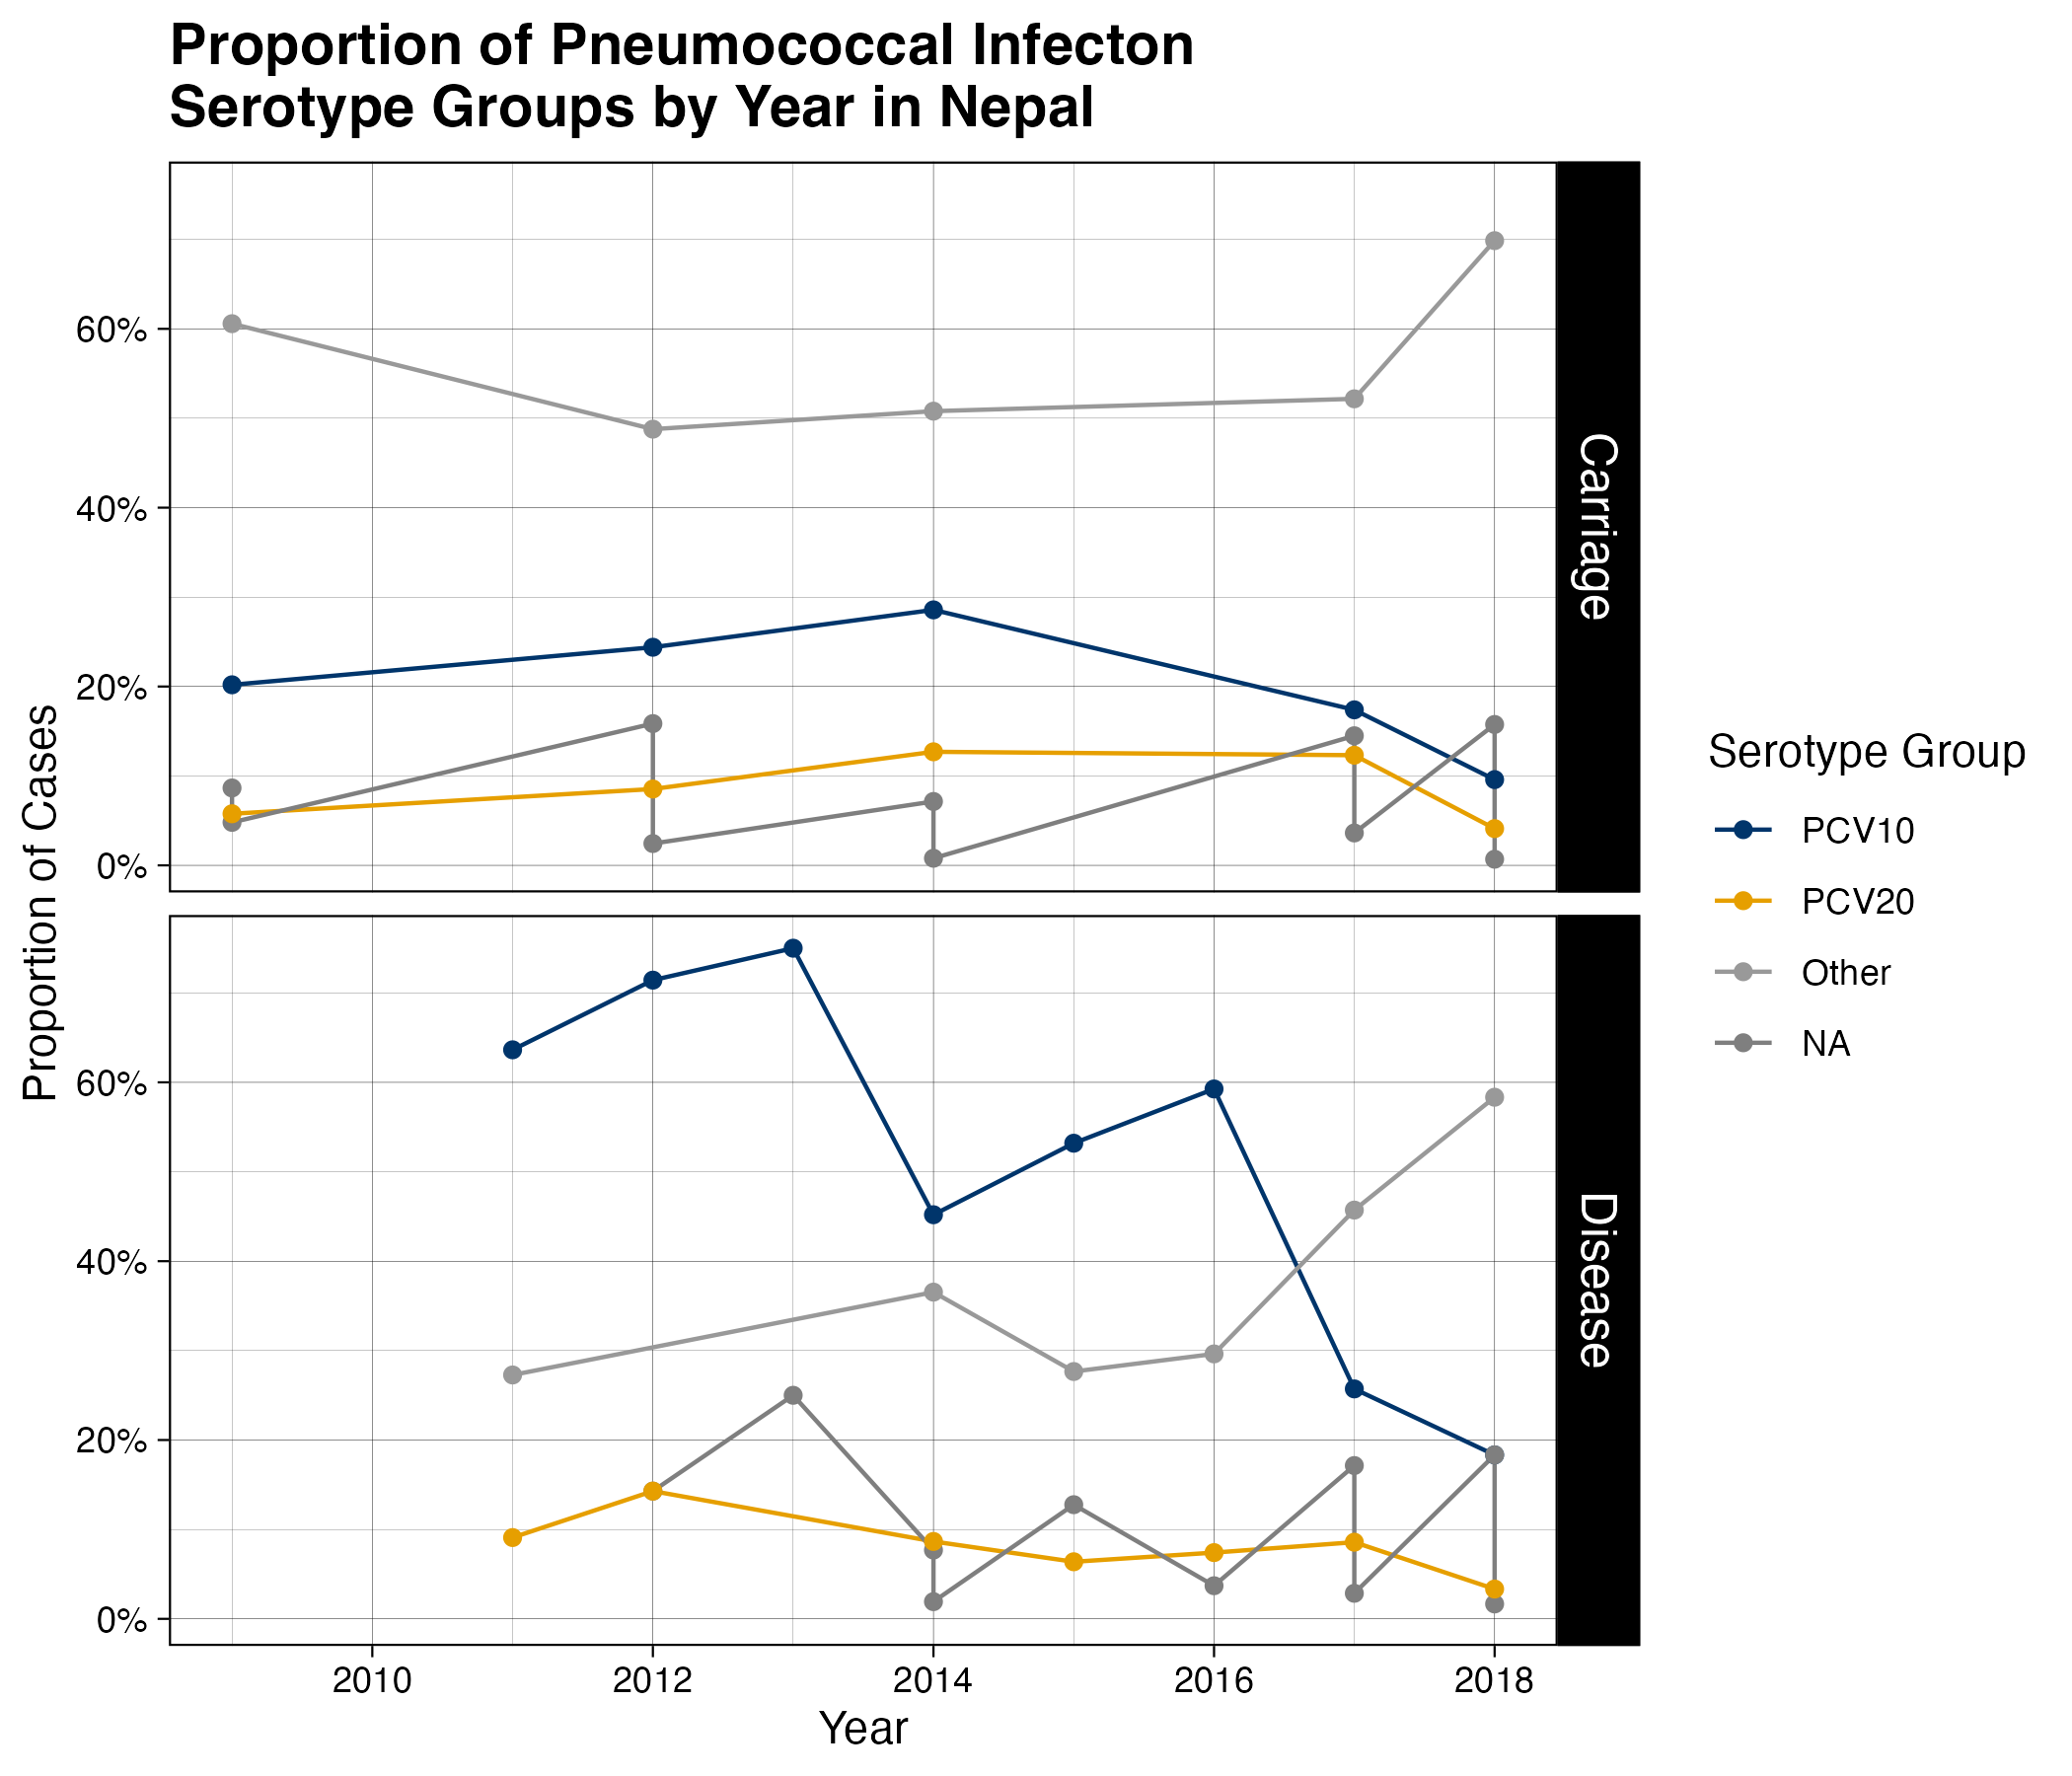 Proportion of Pneumococcal Infecton
Serotype Groups by Year in Nepal
Proportion of Cases
60%
40%
20%
0%
Carriage
60%
40%
20%
0%
Disease
2010
2012
2014
2016
2018
Year
Serotype Group
PCV10
PCV20
Other
NA